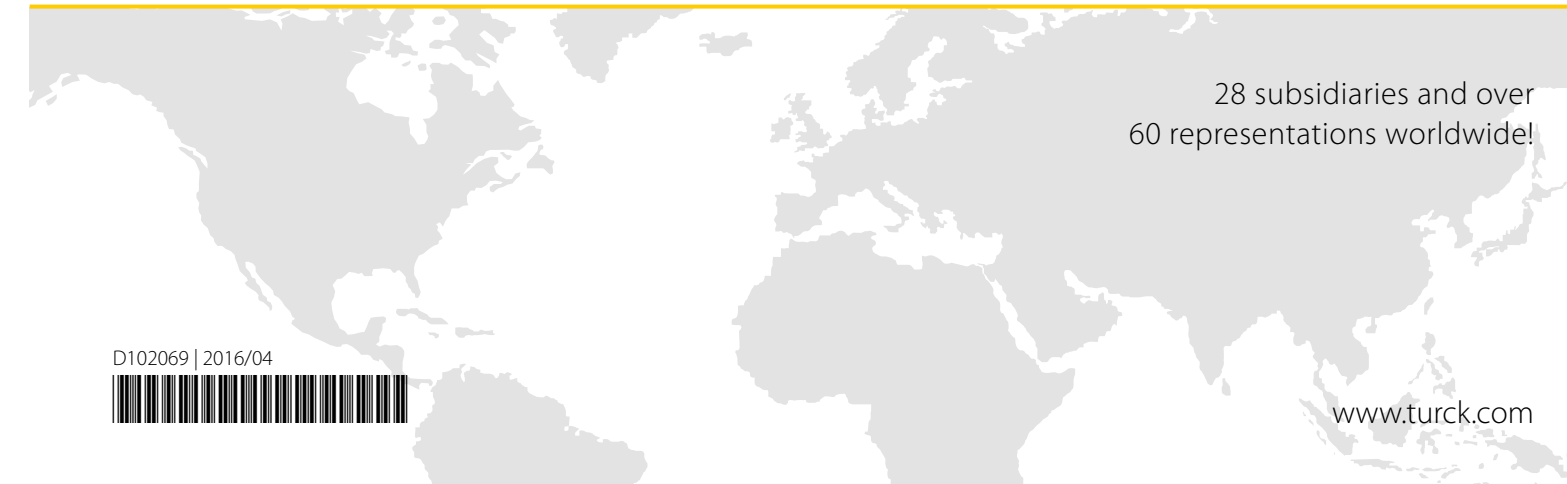 28 subsidiaries and over
60 representations worldwide!
D102069 | 2016/04
www.turck.com